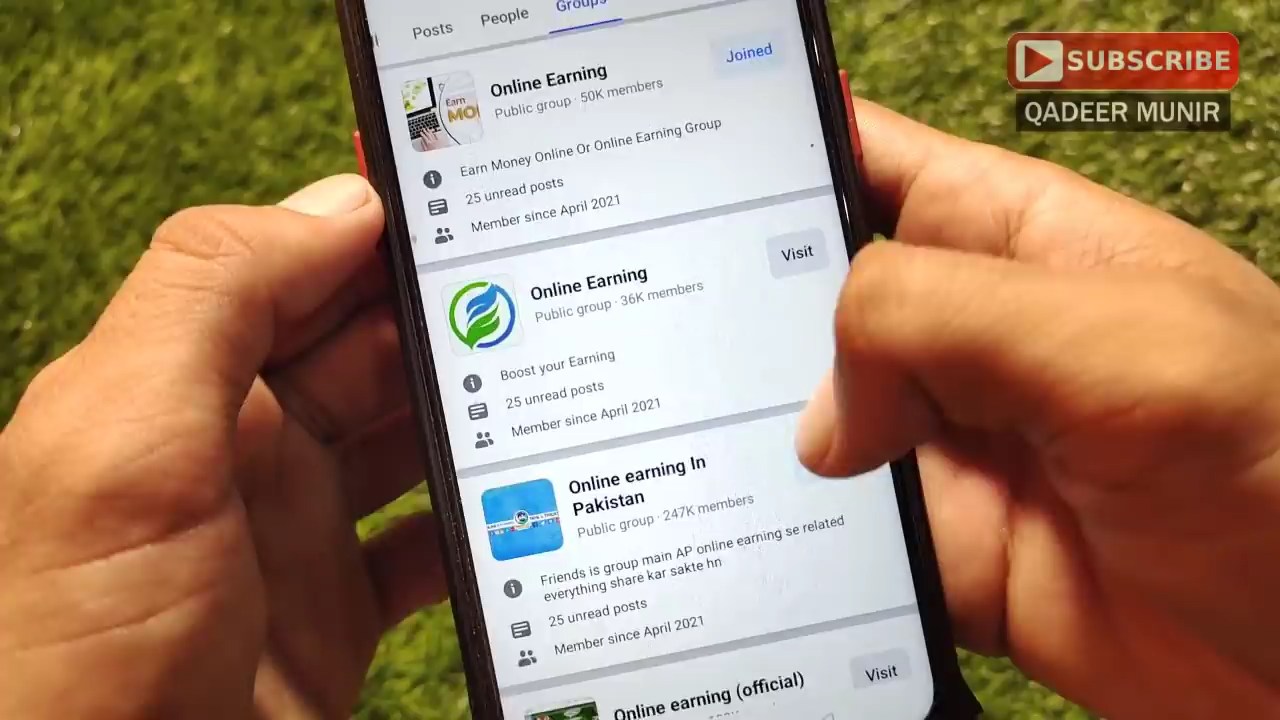 Posts People Groups
SUBSCRIBE
QADEER MUNIR
Online Earning
Joined
Public group · 50K members
Earn
MO
Earn Money Online Or Online Earning Group
25 unread posts
Member since April 2021
Online Earning
Visit
Public group · 36K members
Boost your Earning
25 unread posts
Member since April 2021
Online earning In
Pakistan
Public group · 247K members
Friends is group main AP online earning se related
everything share kar sakte hn
25 unread posts
Member since April 2021
Online earning (official)
Visit